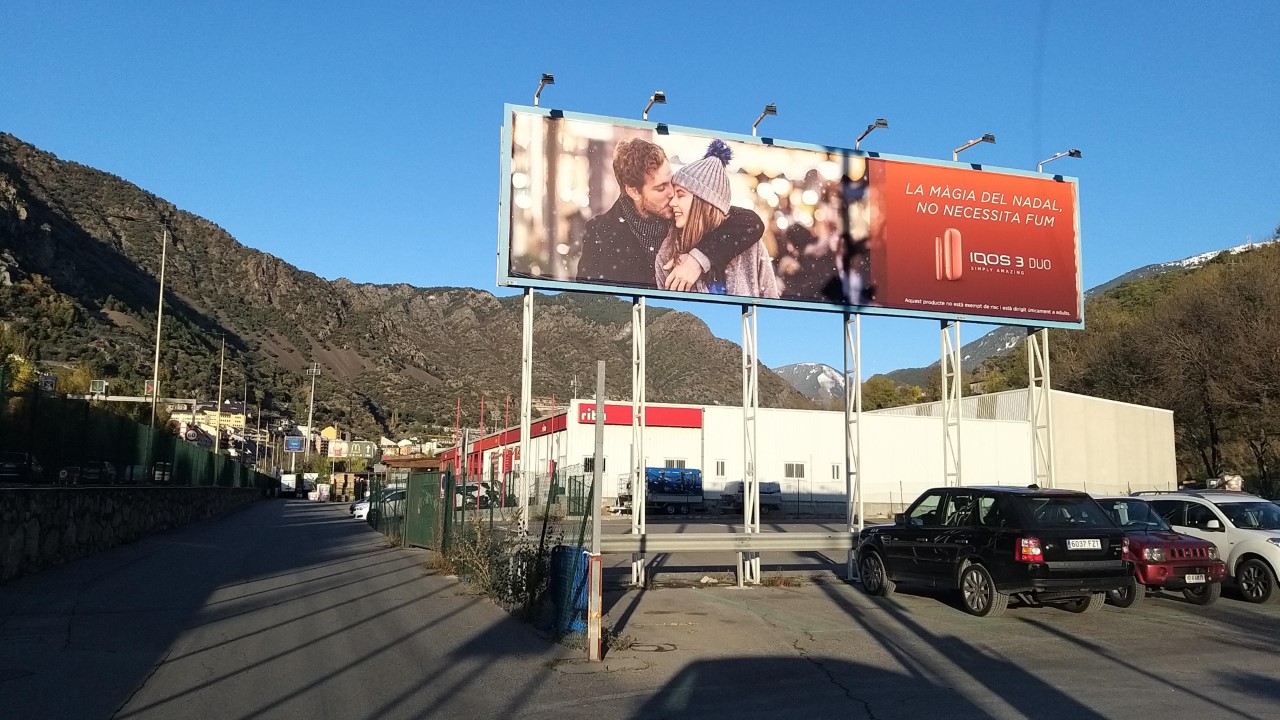 LA MÀGIA DEL NADAL,
NO NECESSITA FUM
IQOS 3 DUO
SIMPLY AMAZING
Aquest producte no està exempt de risc i està dirigit únicament a adults.
6037 FZT